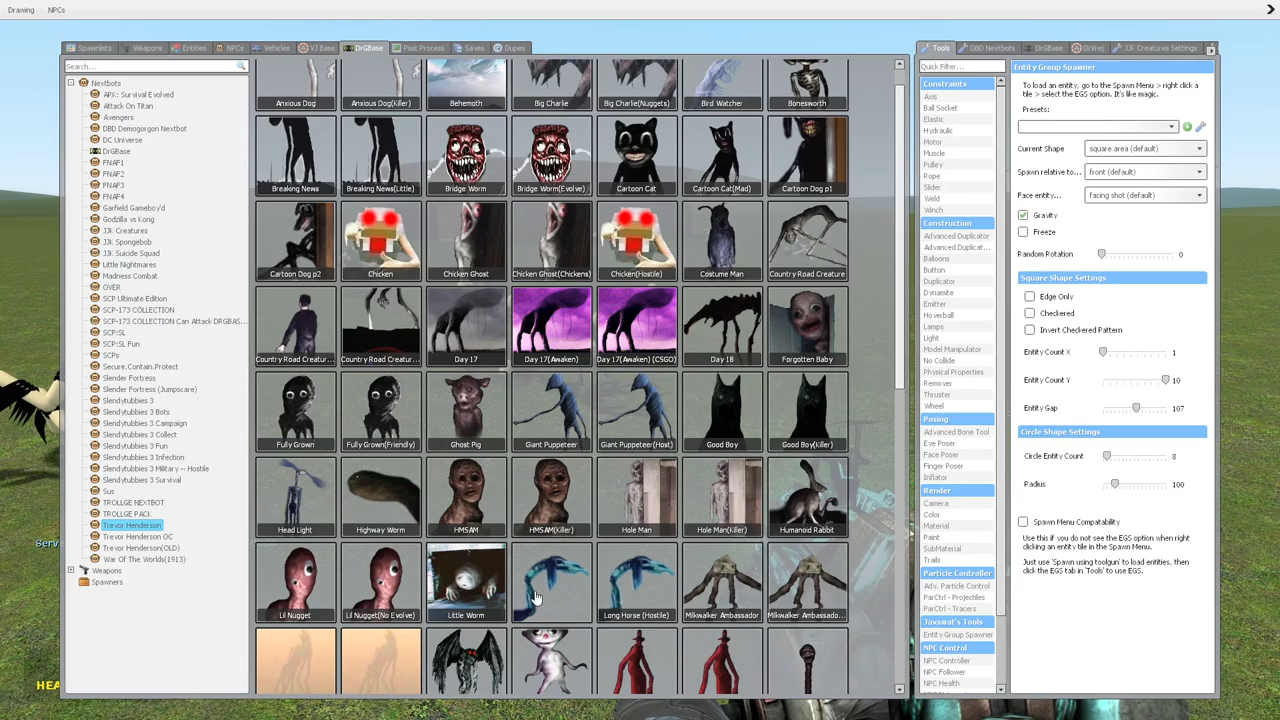 Drawing NPCs
Spawnlists Weapons Entities NPCs Vehicles VJ Base DrGBase Post Process Saves Dupes
Search...
Nextbots
ARK: Survival Evolved
Attack On Titan
Avengers
DBD Demogorgon Nextbot
DC Universe
DrGBase
FNAF1
FNAF2
FNAF3
FNAF4
Garfield Gameboy'd
Godzilla vs Kong
JJK Creatures
JJK Spongebob
JJK Suicide Squad
Little Nightmares
Madness Combat
OVER
SCP Ultimate Edition
SCP-173 COLLECTION
SCP-173 COLLECTION Can Attack DRGBAS...
SCP:SL
SCP:SL Fun
SCPs
Secure.Contain.Protect
Slender Fortress
Slender Fortress (Jumpscare)
Slendytubbies 3
Slendytubbies 3 Bots
Slendytubbies 3 Campaign
Slendytubbies 3 Collect
Slendytubbies 3 Fun
Slendytubbies 3 Infection
Slendytubbies 3 Military -- Hostile
Slendytubbies 3 Survival
Sus
TROLLGE NEXTBOT
TROLLGE PACK
Trevor Henderson
Trevor Henderson OC
Trevor Henderson(OLD)
War Of The Worlds(1913)
Weapons
Spawners
Anxious Dog Anxious Dog(Killer) Behemoth Big Charlie Big Charlie(Nuggets) Bird Watcher Bonesworth
Breaking News Breaking News(Little) Bridge Worm Bridge Worm(Evolve) Cartoon Cat Cartoon Cat(Mad) Cartoon Dog p1
Cartoon Dog p2 Chicken Chicken Ghost Chicken Ghost(Chickens) Chicken(Hostile) Costume Man Country Road Creature
Country Road Creatur... Country Road Creatur... Day 17 Day 17(Awaken) Day 17(Awaken) (CSGO) Day 18 Forgotten Baby
Fully Grown Fully Grown(Friendly) Ghost Pig Giant Puppeteer Giant Puppeteer(Host) Good Boy Good Boy(Killer)
Head Light Highway Worm HMSAM HMSAM(Killer) Hole Man Hole Man(Killer) Humanoid Rabbit
Lil Nugget Lil Nugget(No Evolve) Little Worm Long Horse (Hostile) Milkwalker Ambassador Milkwalker Ambassado...
Tools DBD Nextbots DrGBase DrVrej JJK Creatures Settings
Quick Filter...
Constraints
Axis
Ball Socket
Elastic
Hydraulic
Motor
Muscle
Pulley
Rope
Slider
Weld
Winch
Construction
Advanced Duplicator
Advanced Duplicat...
Balloons
Button
Duplicator
Dynamite
Emitter
Hoverball
Lamps
Light
Model Manipulator
No Collide
Physical Properties
Remover
Thruster
Wheel
Posing
Advanced Bone Tool
Eye Poser
Face Poser
Finger Poser
Inflator
Render
Camera
Color
Material
Paint
SubMaterial
Trails
Particle Controller
Adv. Particle Control
ParCtrl - Projectiles
ParCtrl - Tracers
Jaxswat's Tools
Entity Group Spawner
NPC Control
NPC Controller
NPC Follower
NPC Health
Entity Group Spawner
To load an entity, go to the Spawn Menu > right click a
tile > select the EGS option. It's like magic.
Presets:
Current Shape square area (default)
Spawn relative to... front (default)
Face entity... facing shot (default)
Gravity
Freeze
Random Rotation 0
Square Shape Settings
Edge Only
Checkered
Invert Checkered Pattern
Entity Count X 1
Entity Count Y 10
Entity Gap 107
Circle Shape Settings
Circle Entity Count 8
Radius 100
Spawn Menu Compatability
Use this if you do not see the EGS option when right
clicking an entity tile in the Spawn Menu.
Just use 'Spawn using toolgun' to load entities, then
click the EGS tab in 'Tools' to use EGS.
Serv
HEA